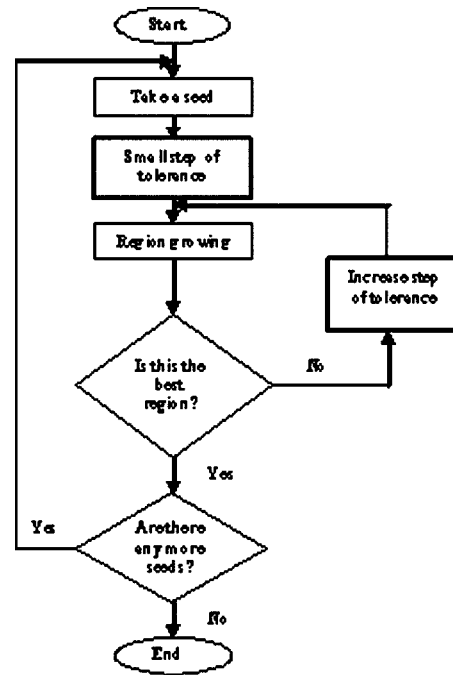 Start
Take a seed
Small step of
tolerance
Region growing
Increase step
of tolerance
Is this the
best
region?
No
Yes
Are there
any more
seeds?
Yes
No
End